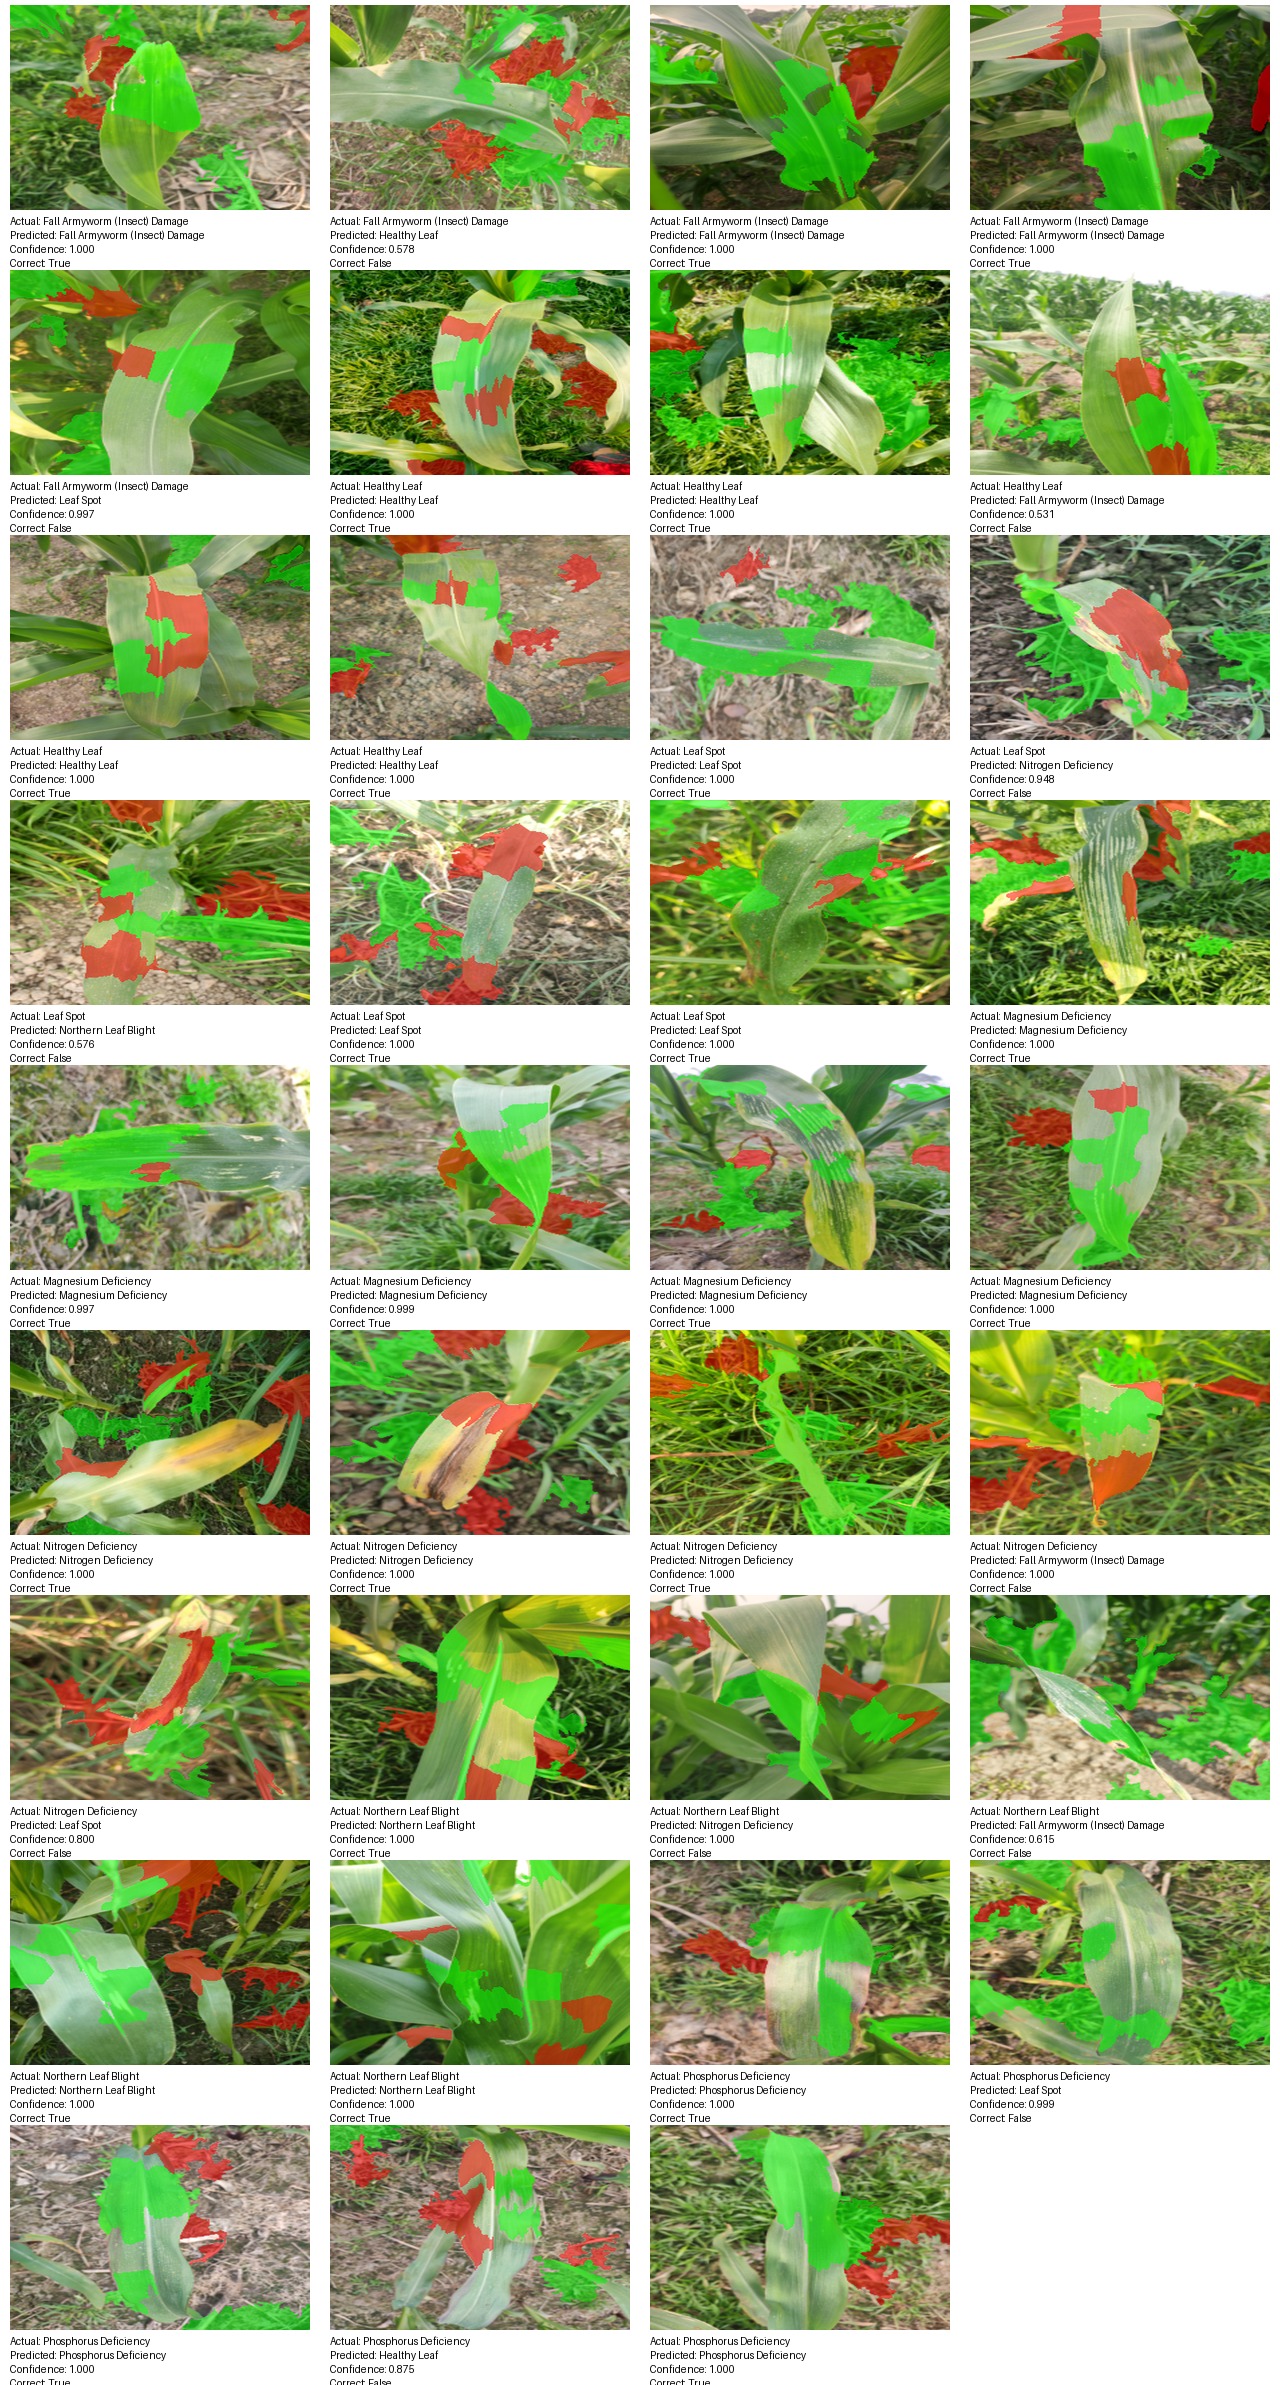 Actual: Fall Armyworm (Insect) Damage
Predicted: Fall Armyworm (Insect) Damage
Confidence: 1.000
Correct: True
Actual: Fall Armyworm (Insect) Damage
Predicted: Healthy Leaf
Confidence: 0.578
Correct: False
Actual: Fall Armyworm (Insect) Damage
Predicted: Fall Armyworm (Insect) Damage
Confidence: 1.000
Correct: True
Actual: Fall Armyworm (Insect) Damage
Predicted: Fall Armyworm (Insect) Damage
Confidence: 1.000
Correct: True
Actual: Fall Armyworm (Insect) Damage
Predicted: Leaf Spot
Confidence: 0.997
Correct: False
Actual: Healthy Leaf
Predicted: Healthy Leaf
Confidence: 1.000
Correct: True
Actual: Healthy Leaf
Predicted: Healthy Leaf
Confidence: 1.000
Correct: True
Actual: Healthy Leaf
Predicted: Fall Armyworm (Insect) Damage
Confidence: 0.531
Correct: False
Actual: Healthy Leaf
Predicted: Healthy Leaf
Confidence: 1.000
Correct: True
Actual: Healthy Leaf
Predicted: Healthy Leaf
Confidence: 1.000
Correct: True
Actual: Leaf Spot
Predicted: Leaf Spot
Confidence: 1.000
Correct: True
Actual: Leaf Spot
Predicted: Nitrogen Deficiency
Confidence: 0.948
Correct: False
Actual: Leaf Spot
Predicted: Northern Leaf Blight
Confidence: 0.576
Correct: False
Actual: Leaf Spot
Predicted: Leaf Spot
Confidence: 1.000
Correct: True
Actual: Leaf Spot
Predicted: Leaf Spot
Confidence: 1.000
Correct: True
Actual: Magnesium Deficiency
Predicted: Magnesium Deficiency
Confidence: 1.000
Correct: True
Actual: Magnesium Deficiency
Predicted: Magnesium Deficiency
Confidence: 0.997
Correct: True
Actual: Magnesium Deficiency
Predicted: Magnesium Deficiency
Confidence: 0.999
Correct: True
Actual: Magnesium Deficiency
Predicted: Magnesium Deficiency
Confidence: 1.000
Correct: True
Actual: Magnesium Deficiency
Predicted: Magnesium Deficiency
Confidence: 1.000
Correct: True
Actual: Nitrogen Deficiency
Predicted: Nitrogen Deficiency
Confidence: 1.000
Correct: True
Actual: Nitrogen Deficiency
Predicted: Nitrogen Deficiency
Confidence: 1.000
Correct: True
Actual: Nitrogen Deficiency
Predicted: Nitrogen Deficiency
Confidence: 1.000
Correct: True
Actual: Nitrogen Deficiency
Predicted: Fall Armyworm (Insect) Damage
Confidence: 1.000
Correct: False
Actual: Nitrogen Deficiency
Predicted: Leaf Spot
Confidence: 0.800
Correct: False
Actual: Northern Leaf Blight
Predicted: Northern Leaf Blight
Confidence: 1.000
Correct: True
Actual: Northern Leaf Blight
Predicted: Nitrogen Deficiency
Confidence: 1.000
Correct: False
Actual: Northern Leaf Blight
Predicted: Fall Armyworm (Insect) Damage
Confidence: 0.615
Correct: False
Actual: Northern Leaf Blight
Predicted: Northern Leaf Blight
Confidence: 1.000
Correct: True
Actual: Northern Leaf Blight
Predicted: Northern Leaf Blight
Confidence: 1.000
Correct: True
Actual: Phosphorus Deficiency
Predicted: Phosphorus Deficiency
Confidence: 1.000
Correct: True
Actual: Phosphorus Deficiency
Predicted: Leaf Spot
Confidence: 0.999
Correct: False
Actual: Phosphorus Deficiency
Predicted: Phosphorus Deficiency
Confidence: 1.000
Correct: True
Actual: Phosphorus Deficiency
Predicted: Healthy Leaf
Confidence: 0.875
Correct: False
Actual: Phosphorus Deficiency
Predicted: Phosphorus Deficiency
Confidence: 1.000
Correct: True